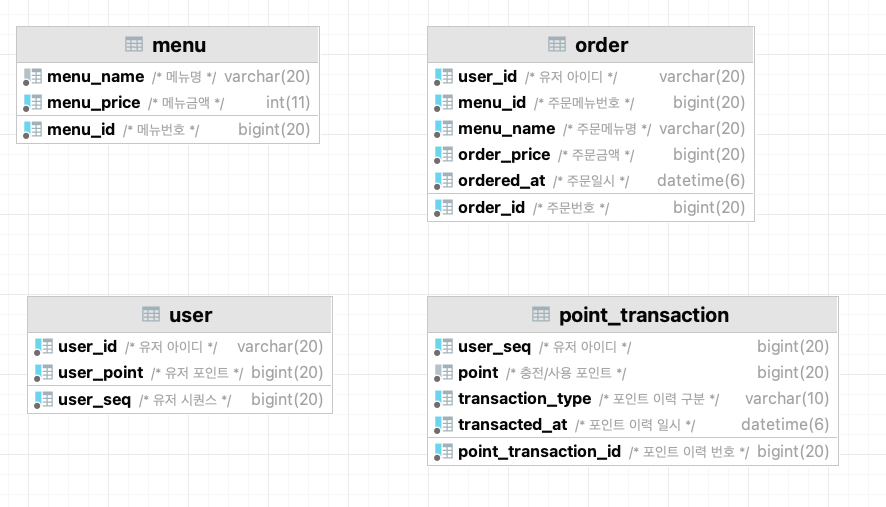 menu
menu_name /* 메뉴명 */ varchar(20)
menu_price /* 메뉴금액 */ int(11)
menu_id /* 메뉴번호 */ bigint(20)
order
user_id /* 유저 아이디 */ varchar(20)
menu_id /* 주문메뉴번호 */ bigint(20)
menu_name /* 주문메뉴명 */ varchar(20)
order_price /* 주문금액 */ bigint(20)
ordered_at /* 주문일시 */ datetime(6)
order_id /* 주문번호 */ bigint(20)
user
user_id /* 유저 아이디 */ varchar(20)
user_point /* 유저 포인트 */ bigint(20)
user_seq /* 유저 시퀀스 */ bigint(20)
point_transaction
user_seq /* 유저 아이디 */ bigint(20)
point /* 충전/사용 포인트 */ bigint(20)
transaction_type /* 포인트 이력 구분 */ varchar(10)
transacted_at /* 포인트 이력 일시 */ datetime(6)
point_transaction_id /* 포인트 이력 번호 */ bigint(20)